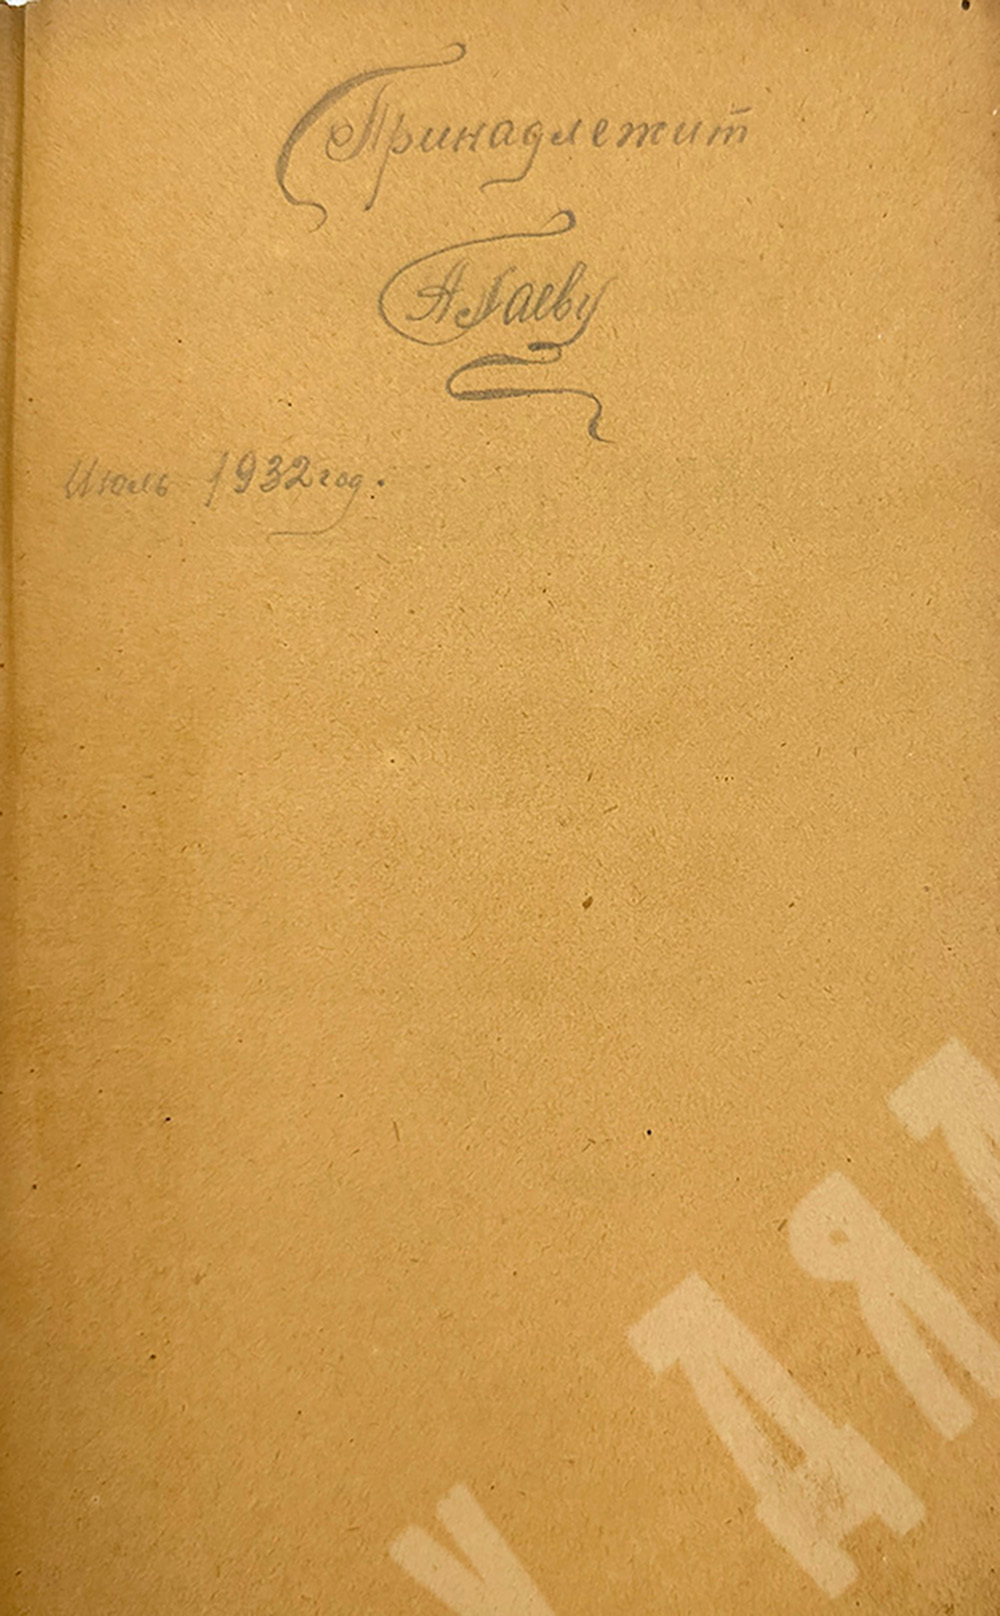 Принадлежит
А Гаеву
Июль 1932 год.